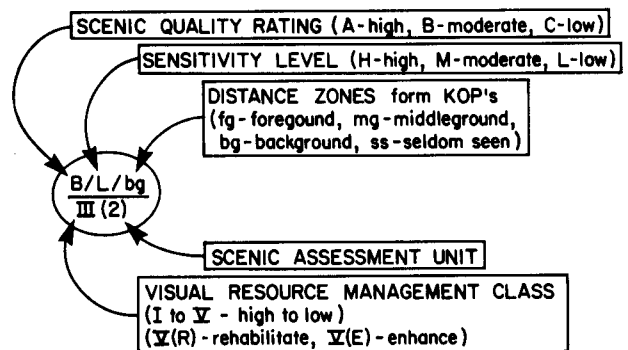 SCENIC QUALITY RATING (A-high, B-moderate, C-low)
SENSITIVITY LEVEL (H-high, M-moderate, L-low)
DISTANCE ZONES form KOP's
(fg-foregound, mg-middleground,
bg-background, ss-seldom seen)
B/L/bg
III (2)
SCENIC ASSESSMENT UNIT
VISUAL RESOURCE MANAGEMENT CLASS
(I to V - high to low)
(V(R)-rehabilitate, V(E)-enhance)